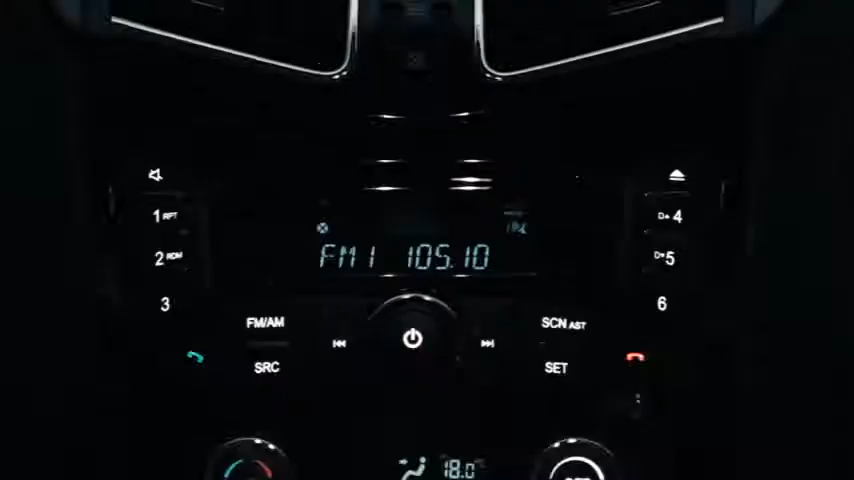 1 RPT
D▲ 4
2 RDM
FM1 105.10
D▼ 5
3
6
FM/AM
SCN AST
SRC
SET
18.0